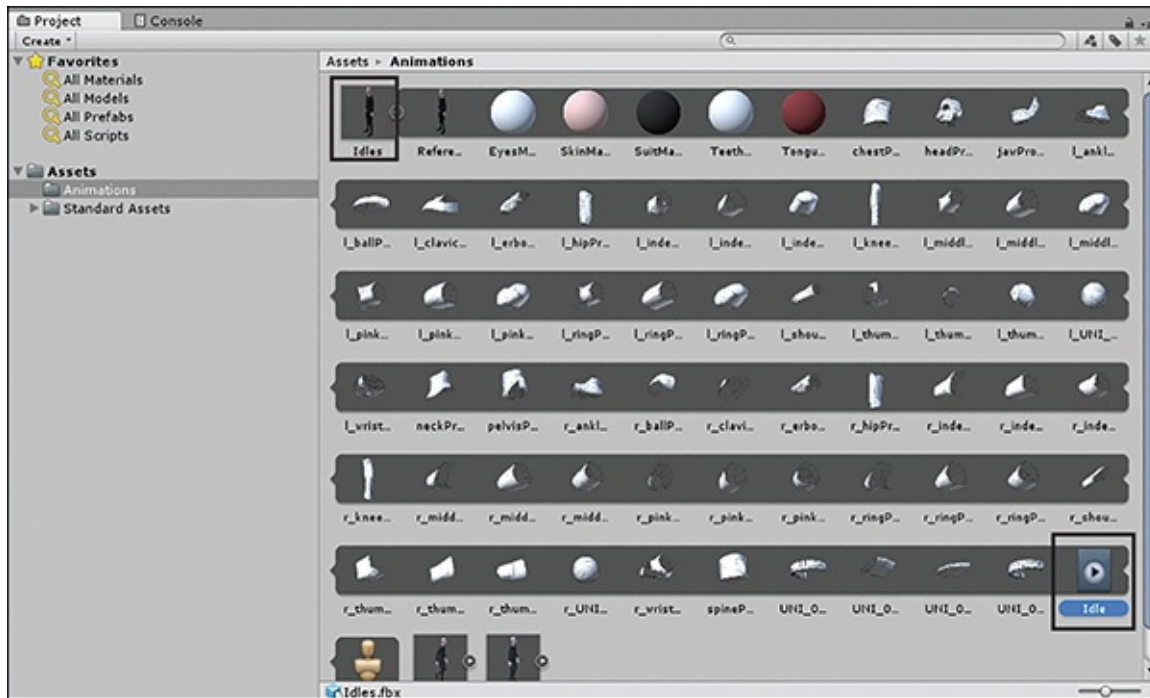 Project Console
Create
Favorites
All Materials
All Models
All Prefabs
All Scripts
Assets
Animations
Standard Assets
Assets ▸ Animations
Idles Refere… EyesM… SkinMa… SuitMa… Teeth… Tongu… chestP… headPr… jawPro… l_ankl…
l_ballP… l_clavic… l_erbo… l_hipPr… l_inde… l_inde… l_inde… l_knee… l_middl… l_middl… l_middl…
l_pink… l_pink… l_pink… l_ringP… l_ringP… l_ringP… l_shou… l_thum… l_thum… l_thum… l_UNI_…
l_wrist… neckPr… pelvisP… r_ankl… r_ballP… r_clavi… r_erbo… r_hipPr… r_inde… r_inde… r_inde…
r_knee… r_midd… r_midd… r_midd… r_pink… r_pink… r_pink… r_ringP… r_ringP… r_ringP… r_shou…
r_thum… r_thum… r_thum… r_UNI… r_wrist… spineP… UNI_0… UNI_0… UNI_0… UNI_0… Idle
Idles.fbx